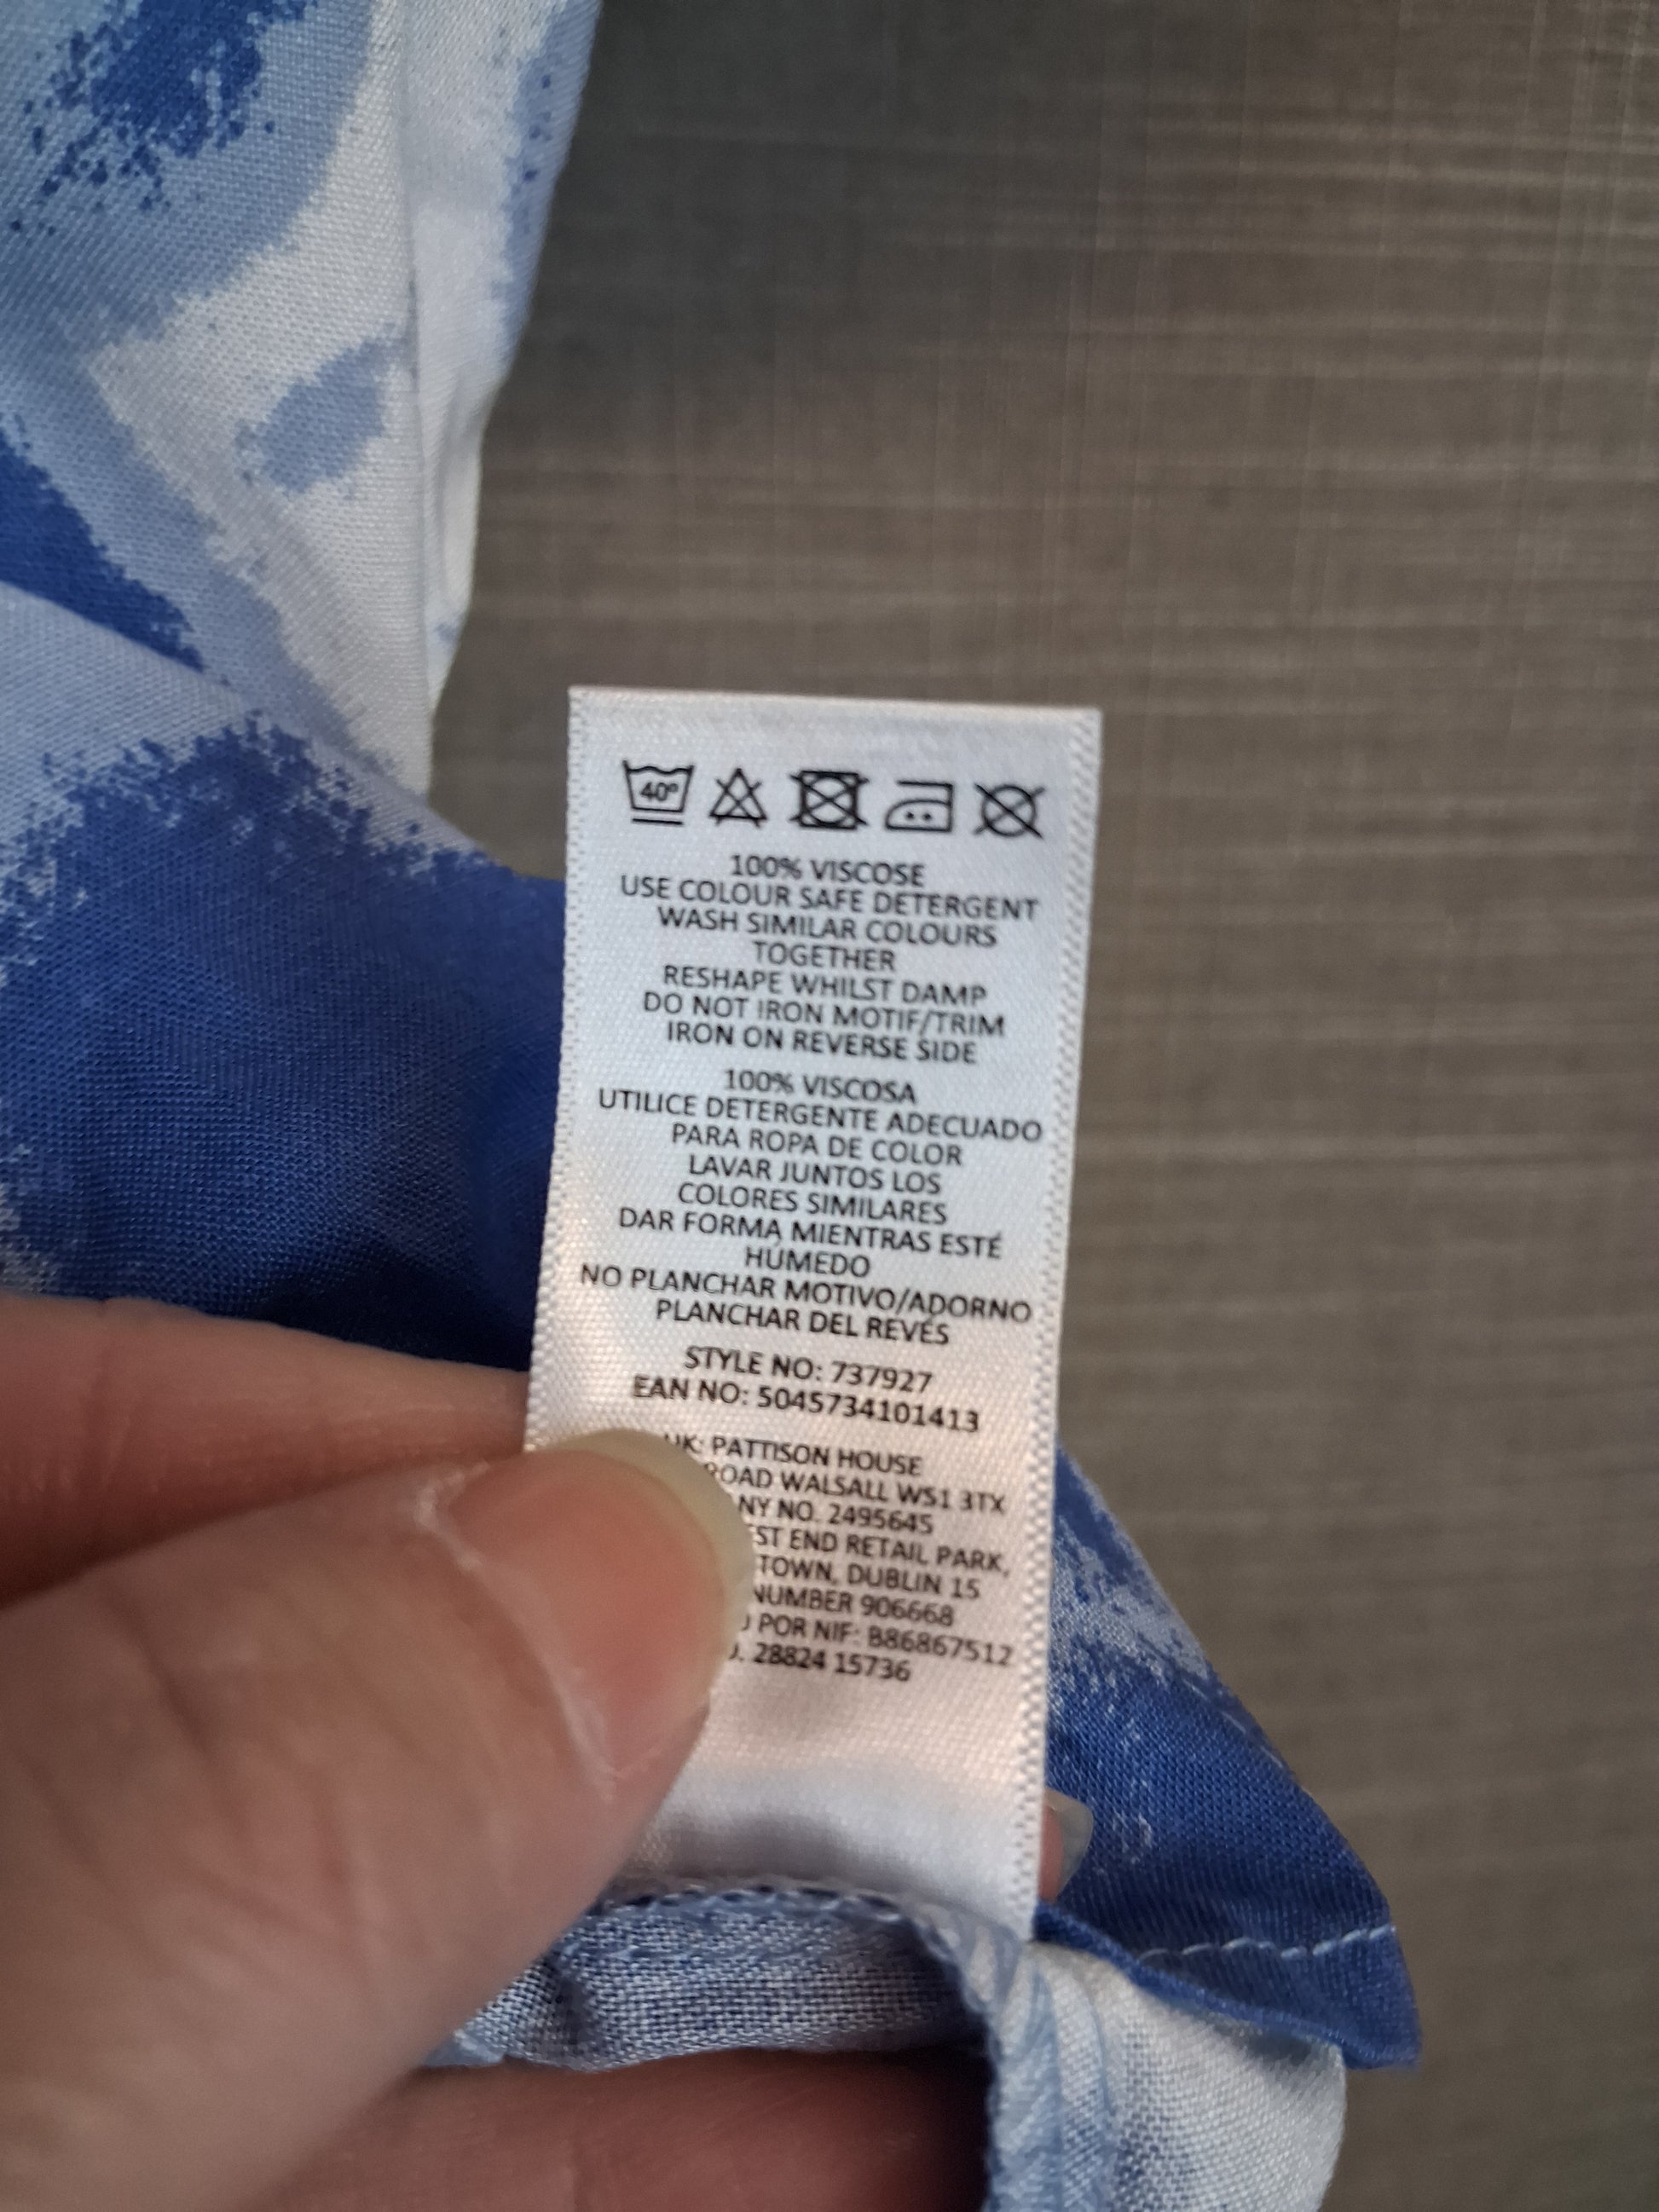 40°
100% VISCOSE
USE COLOUR SAFE DETERGENT
WASH SIMILAR COLOURS
TOGETHER
RESHAPE WHILST DAMP
DO NOT IRON MOTIF/TRIM
IRON ON REVERSE SIDE
100% VISCOSA
UTILICE DETERGENTE ADECUADO
PARA ROPA DE COLOR
LAVAR JUNTOS LOS
COLORES SIMILARES
DAR FORMA MIENTRAS ESTÉ
HÚMEDO
NO PLANCHAR MOTIVO/ADORNO
PLANCHAR DEL REVÉS
STYLE NO: 737927
EAN NO: 5045734101413
UK: PATTISON HOUSE
ROAD WALSALL WS1 3TX
NY NO. 2495645
ST END RETAIL PARK,
TOWN, DUBLIN 15
NUMBER 906668
POR NIF: B86867512
28824 15736